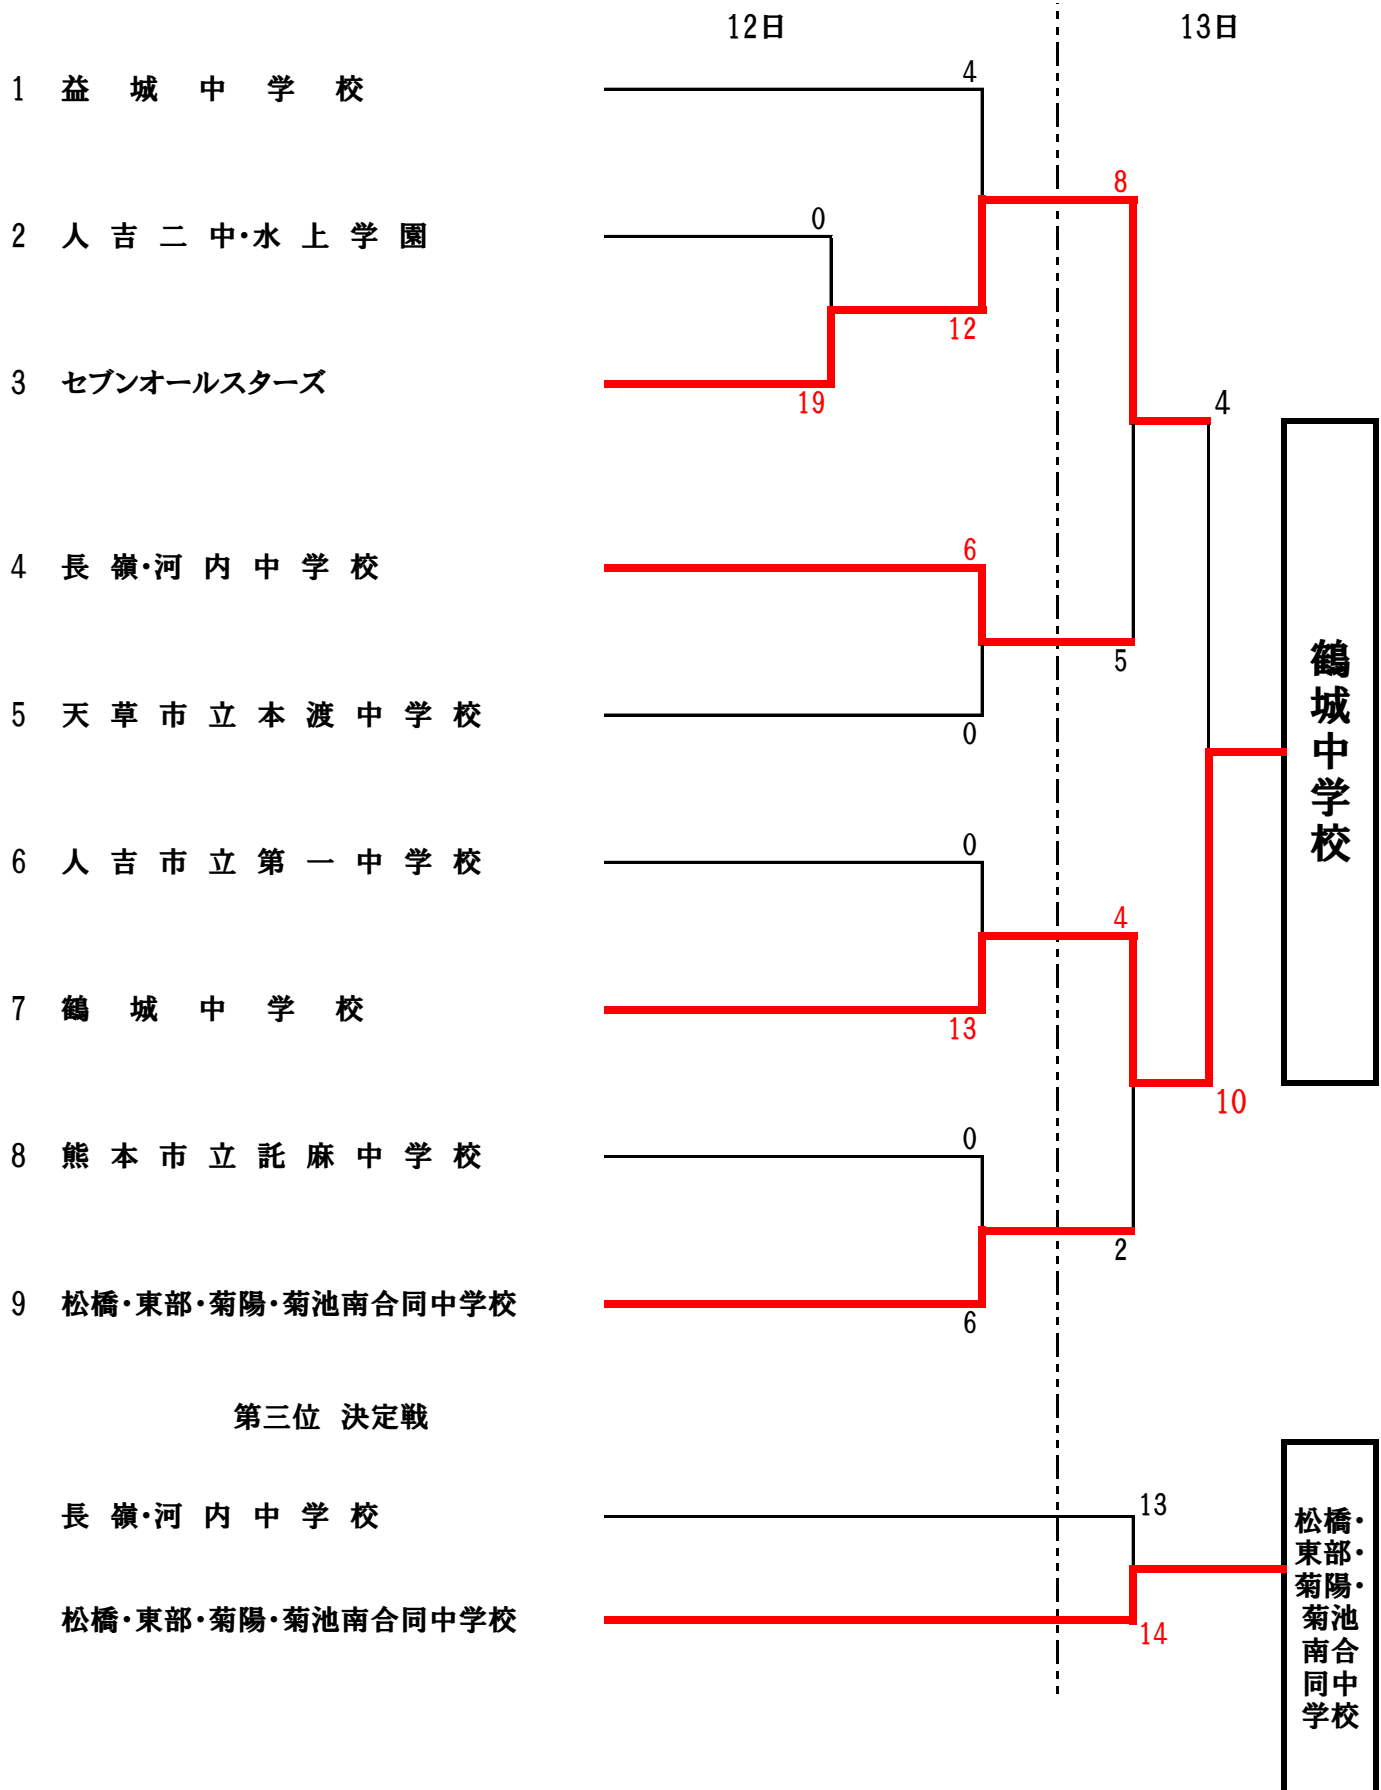 12日 13日
4
1 益城中学校
8
0
2 人吉二中・水上学園
12
3 セブンオールスターズ
19
4
6
4 長嶺・河内中学校
5
5 天草市立本渡中学校
0
鶴城中学校
0
6 人吉市立第一中学校
4
7 鶴城中学校
13
10
0
8 熊本市立託麻中学校
2
9 松橋・東部・菊陽・菊池南合同中学校
6
第三位 決定戦
13
長嶺・河内中学校
松橋・東部・菊陽・菊池南合同中学校
14
松橋・
東部・
菊陽・
菊池
南合
同中
学校